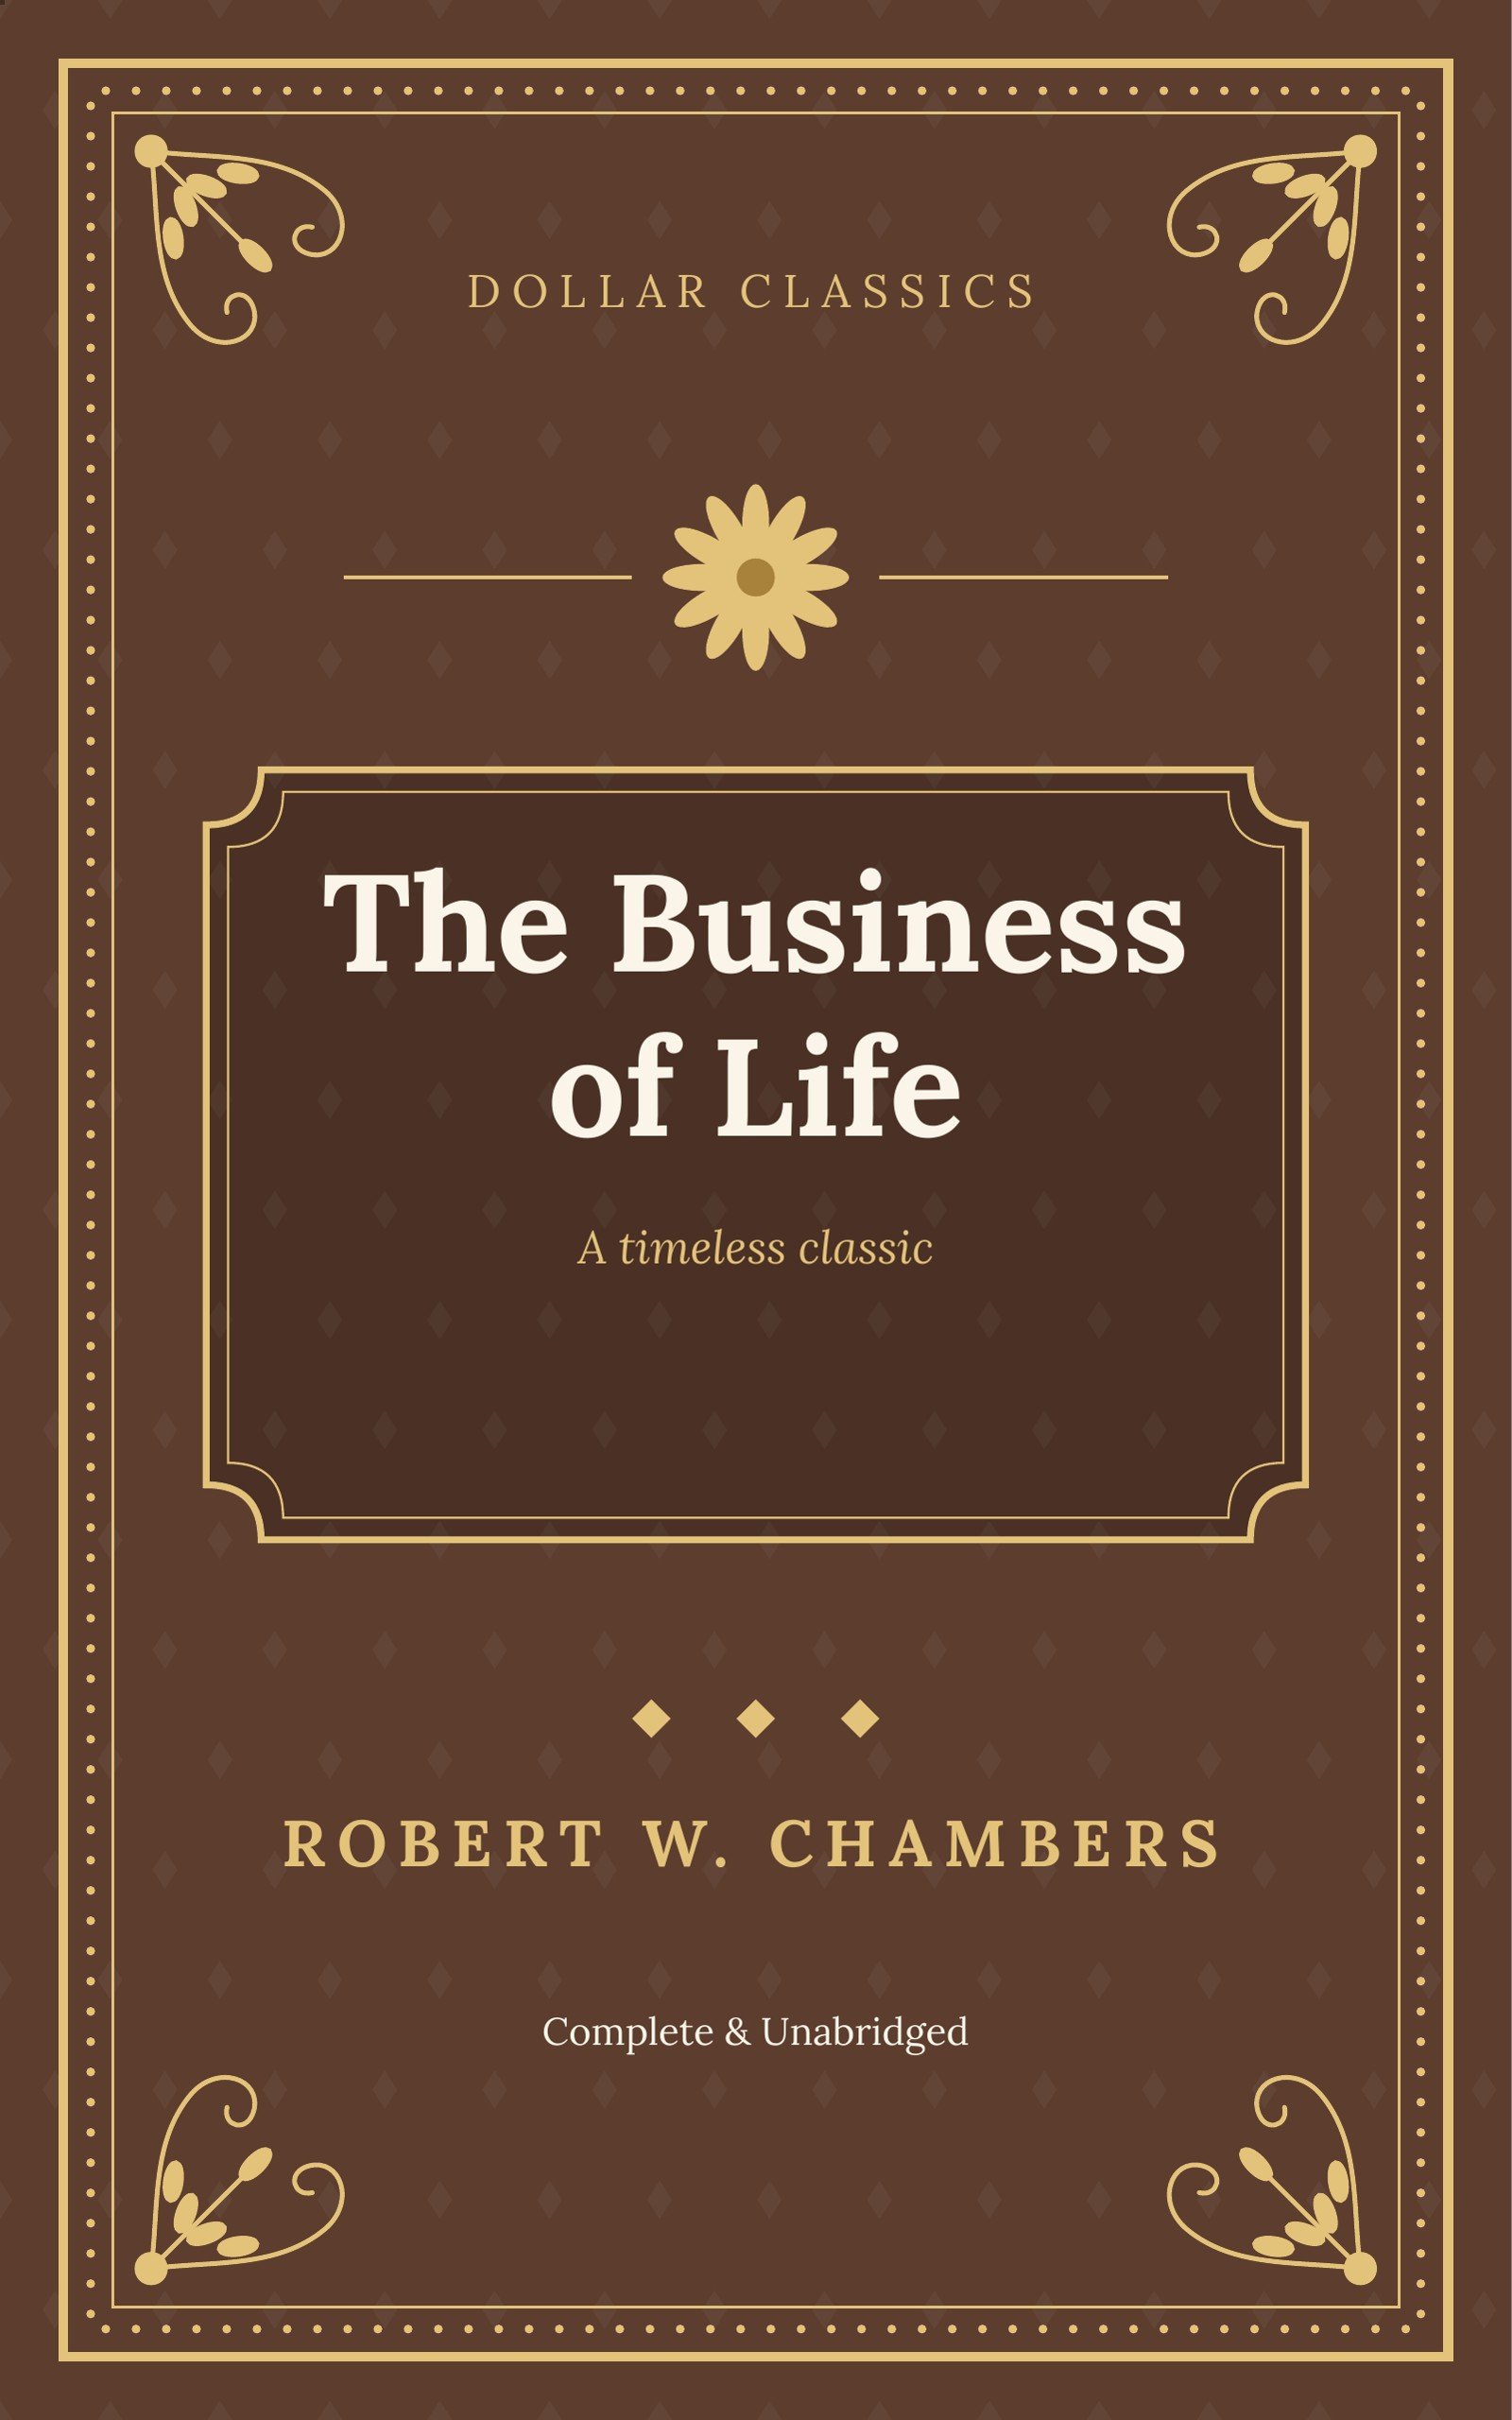 DOLLAR CLASSICS
The Business
of Life
A timeless classic
ROBERT W. CHAMBERS
Complete & Unabridged